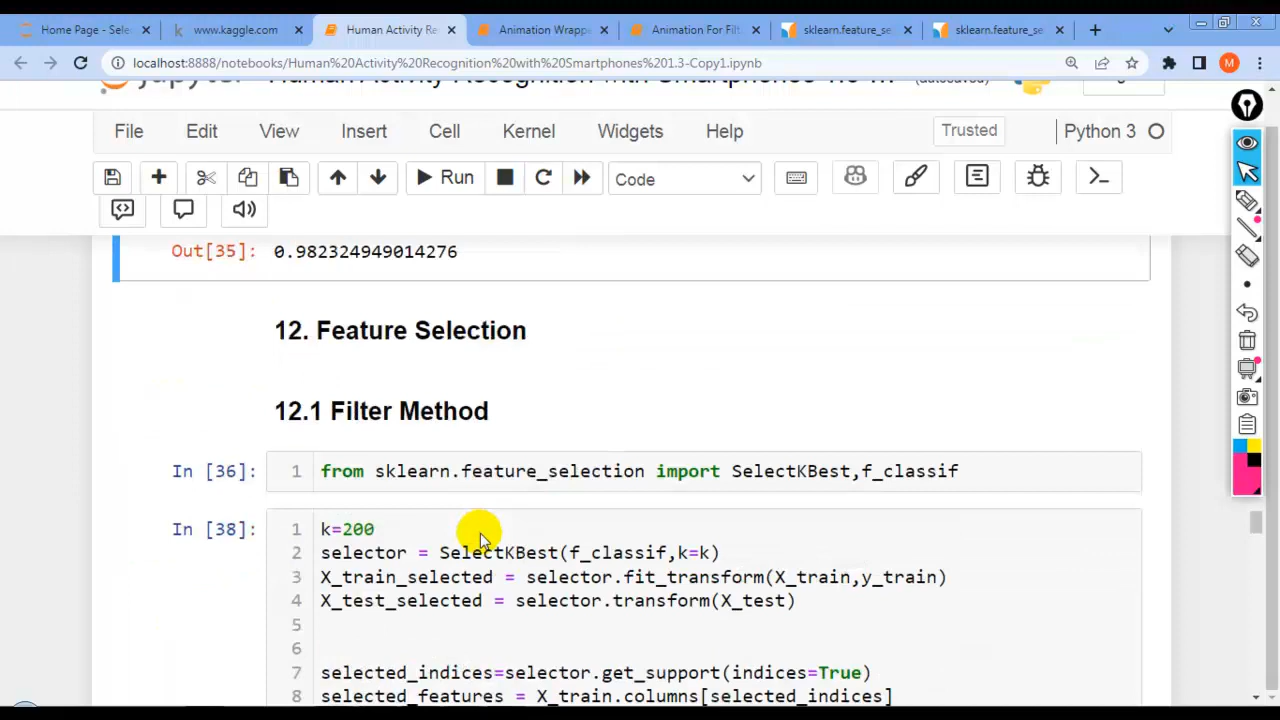 Home Page - Sele
www.kaggle.com
Human Activity Re
Animation Wrappe
Animation For Filt
sklearn.feature_se
sklearn.feature_se
localhost:8888/notebooks/Human%20Activity%20Recognition%20with%20Smartphones%201.3-Copy1.ipynb
M
File Edit View Insert Cell Kernel Widgets Help Trusted Python 3
Run Code
Out[35]: 0.982324949014276
12. Feature Selection
12.1 Filter Method
In [36]: 1 from sklearn.feature_selection import SelectKBest,f_classif
In [38]: 1 k=200
2 selector = SelectKBest(f_classif,k=k)
3 X_train_selected = selector.fit_transform(X_train,y_train)
4 X_test_selected = selector.transform(X_test)
5
6
7 selected_indices=selector.get_support(indices=True)
8 selected_features = X_train.columns[selected_indices]